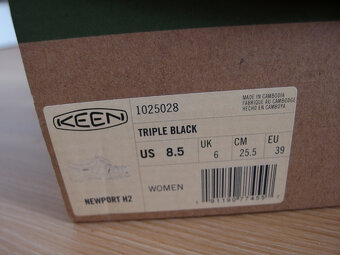 KEEN
1025028
MADE IN CAMBODIA
FABRIQUÉ AU CAMBODGE
HECHO EN CAMBOYA
TRIPLE BLACK
US 8.5 UK 6 CM 25.5 EU 39
WOMEN
NEWPORT H2